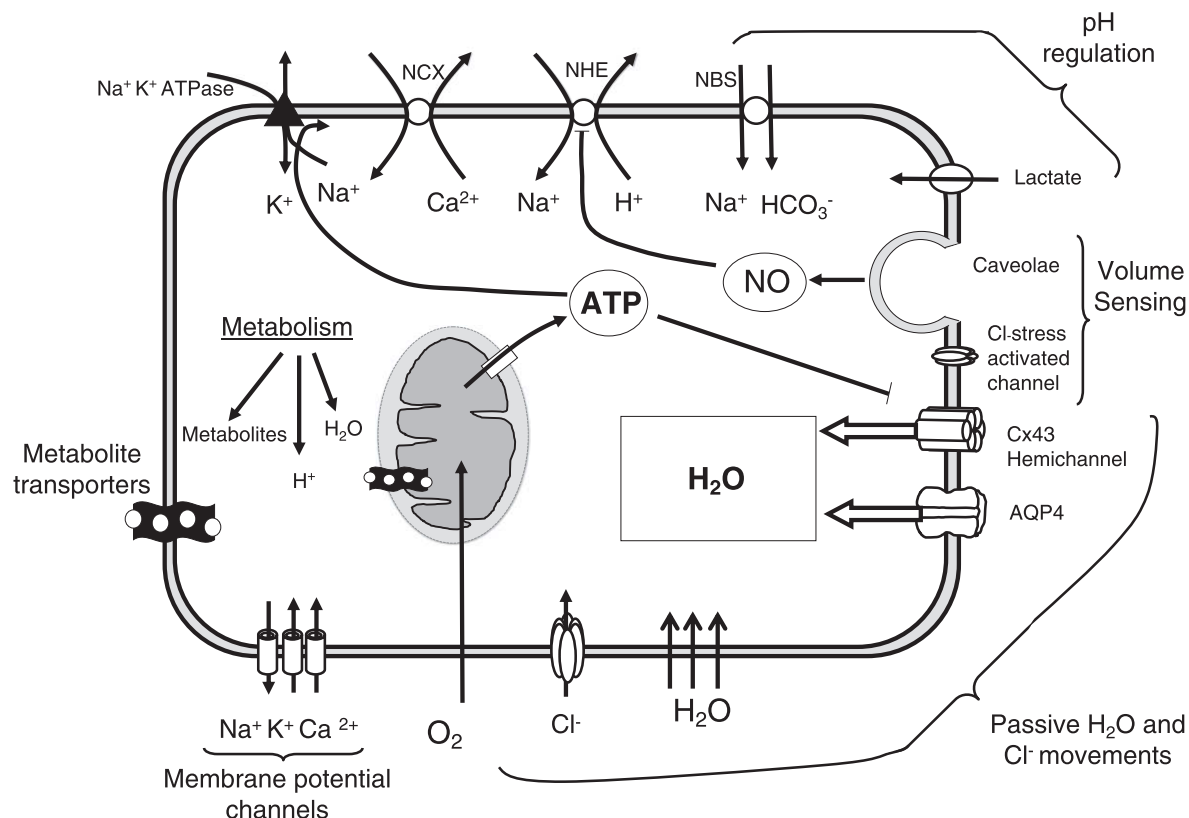 pH
regulation
Na⁺ K⁺ ATPase
NCX
NHE
NBS
K⁺
Na⁺
Ca²⁺
Na⁺
H⁺
Na⁺
HCO₃⁻
Lactate
Caveolae
Volume
Sensing
NO
ATP
Metabolism
Metabolites
H⁺
H₂O
Cl-stress
activated
channel
Metabolite
transporters
H₂O
Cx43
Hemichannel
AQP4
Na⁺ K⁺ Ca ²⁺
Membrane potential
channels
O₂
Cl⁻
H₂O
Passive H₂O and
Cl⁻ movements